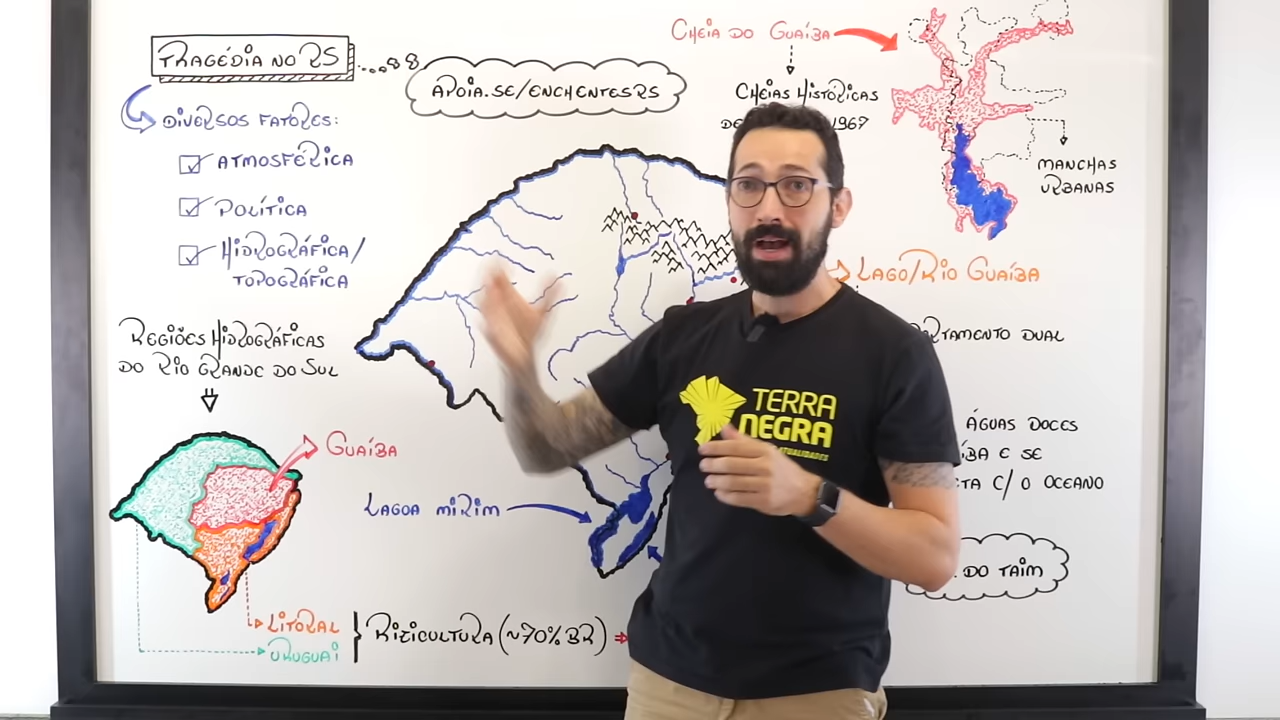 TRAGÉDIA NO RS
APOIA.SE/ENCHENTESRS
DIVERSOS FATORES:
ATMOSFÉRICA
POLÍTICA
HIDROGRÁFICA/
TOPOGRÁFICA
REGIÕES HIDROGRÁFICAS
DO RIO GRANDE DO SUL
GUAÍBA
LITORAL
URUGUAI
RIZICULTURA (~70% BR)
LAGOA MIRIM
CHEIA DO GUAÍBA
CHEIAS HISTÓRICAS
DE 1967
MANCHAS
URBANAS
LAGO/RIO GUAÍBA
DUAL
ÁGUAS DOCES
E SE
C/ O OCEANO
DO TAIM
TERRA
NEGRA